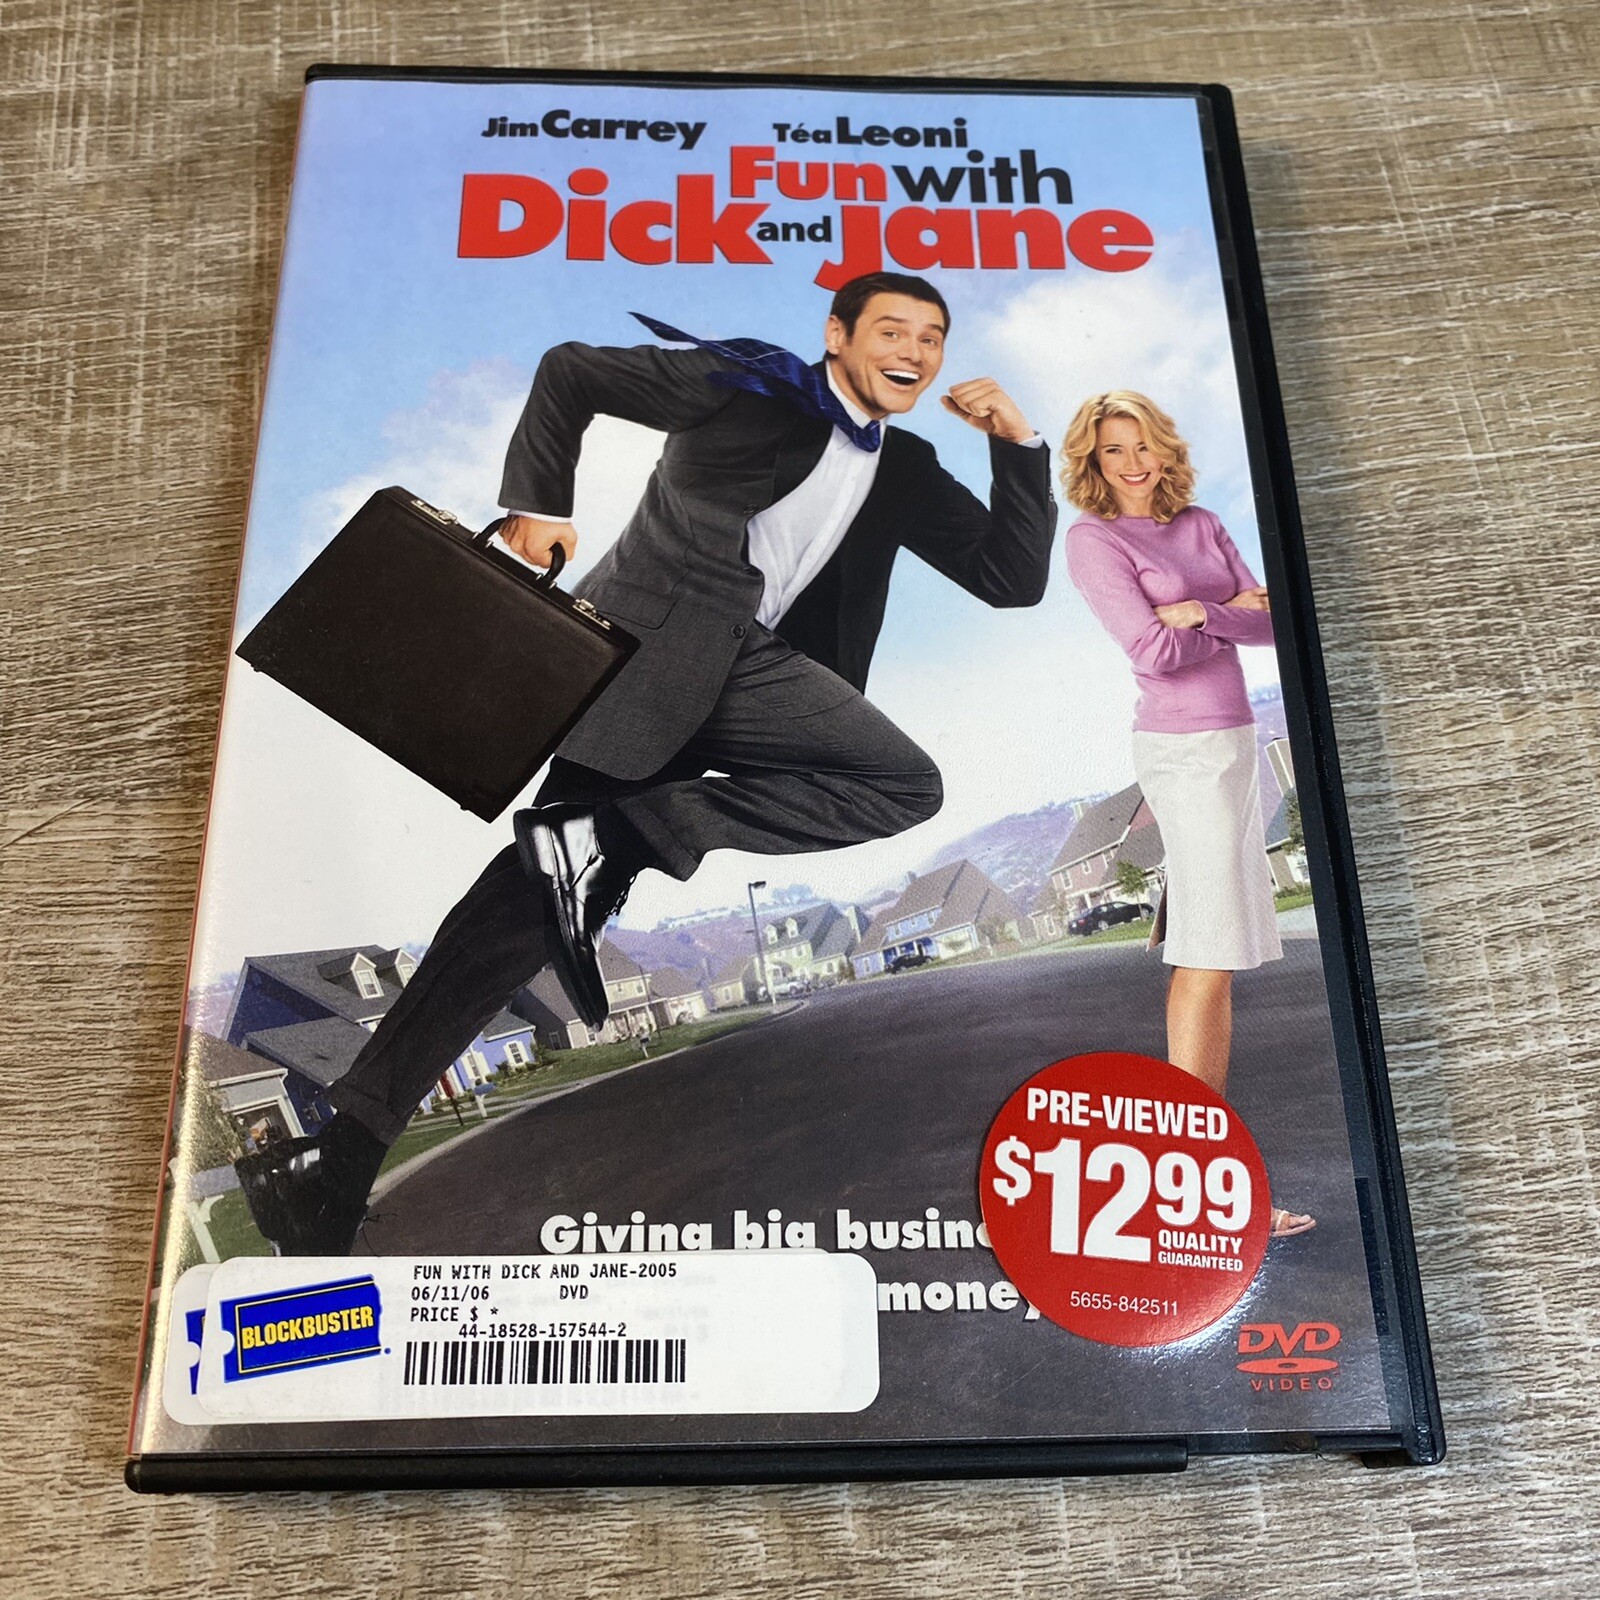 Jim Carrey Téa Leoni
Fun with
Dick and Jane
PRE-VIEWED
$12.99
QUALITY
GUARANTEED
5655-842511
Giving big
money
FUN WITH DICK AND JANE-2005
06/11/06 DVD
PRICE $ *
44-18528-157544-2
BLOCKBUSTER
DVD
VIDEO